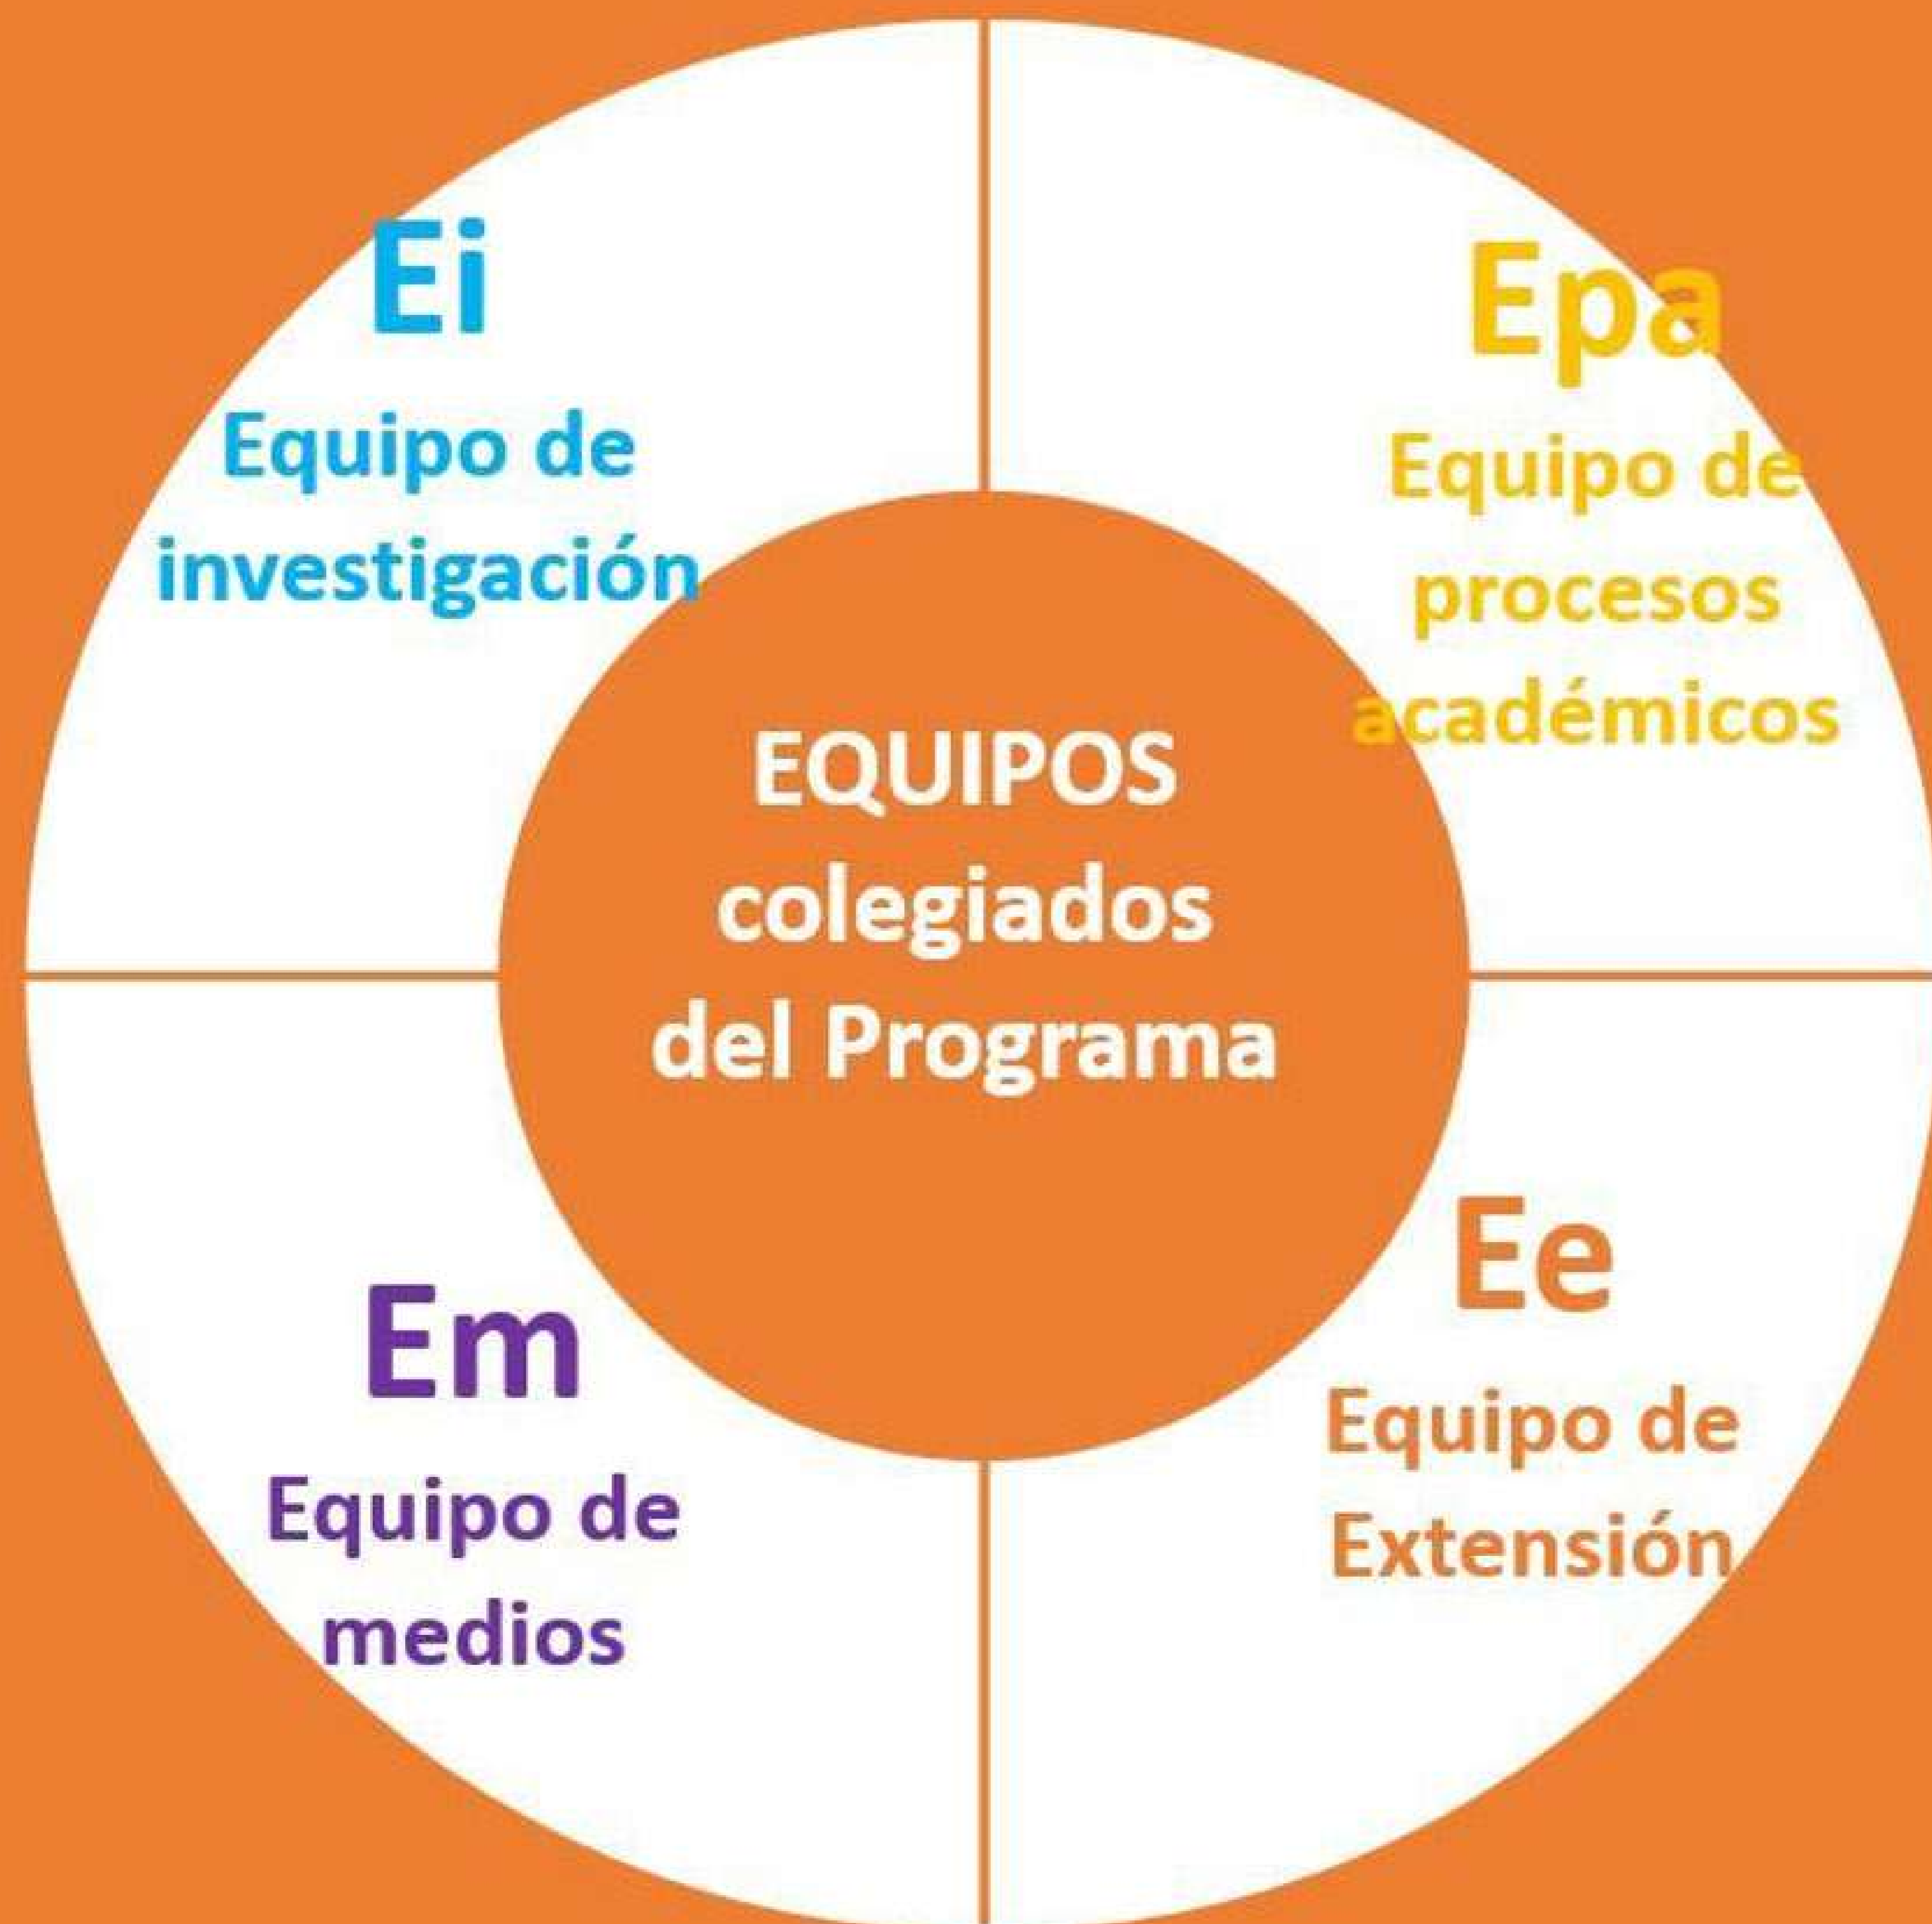 Ei
Equipo de
investigación
Epa
Equipo de
procesos
académicos
EQUIPOS
colegiados
del Programa
Em
Equipo de
medios
Ee
Equipo de
Extensión